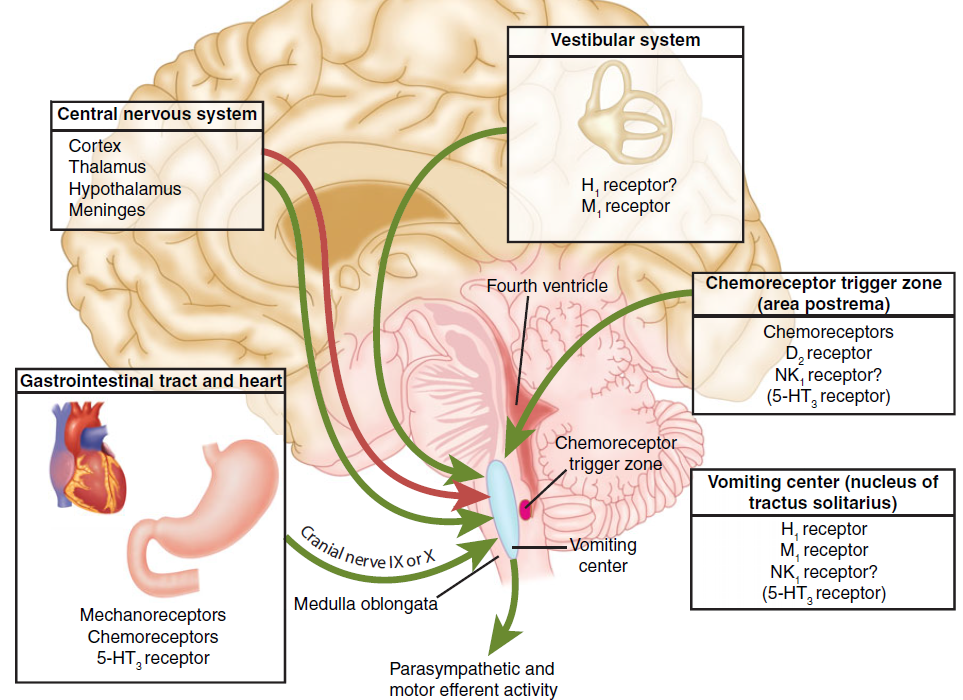 Vestibular system
H1 receptor?
M1 receptor
Central nervous system
Cortex
Thalamus
Hypothalamus
Meninges
Fourth ventricle
Chemoreceptor trigger zone
(area postrema)
Chemoreceptors
D2 receptor
NK1 receptor?
(5-HT3 receptor)
Gastrointestinal tract and heart
Mechanoreceptors
Chemoreceptors
5-HT3 receptor
Chemoreceptor
trigger zone
Vomiting center (nucleus of
tractus solitarius)
H1 receptor
M1 receptor
NK1 receptor?
(5-HT3 receptor)
Cranial nerve IX or X
Vomiting
center
Medulla oblongata
Parasympathetic and
motor efferent activity